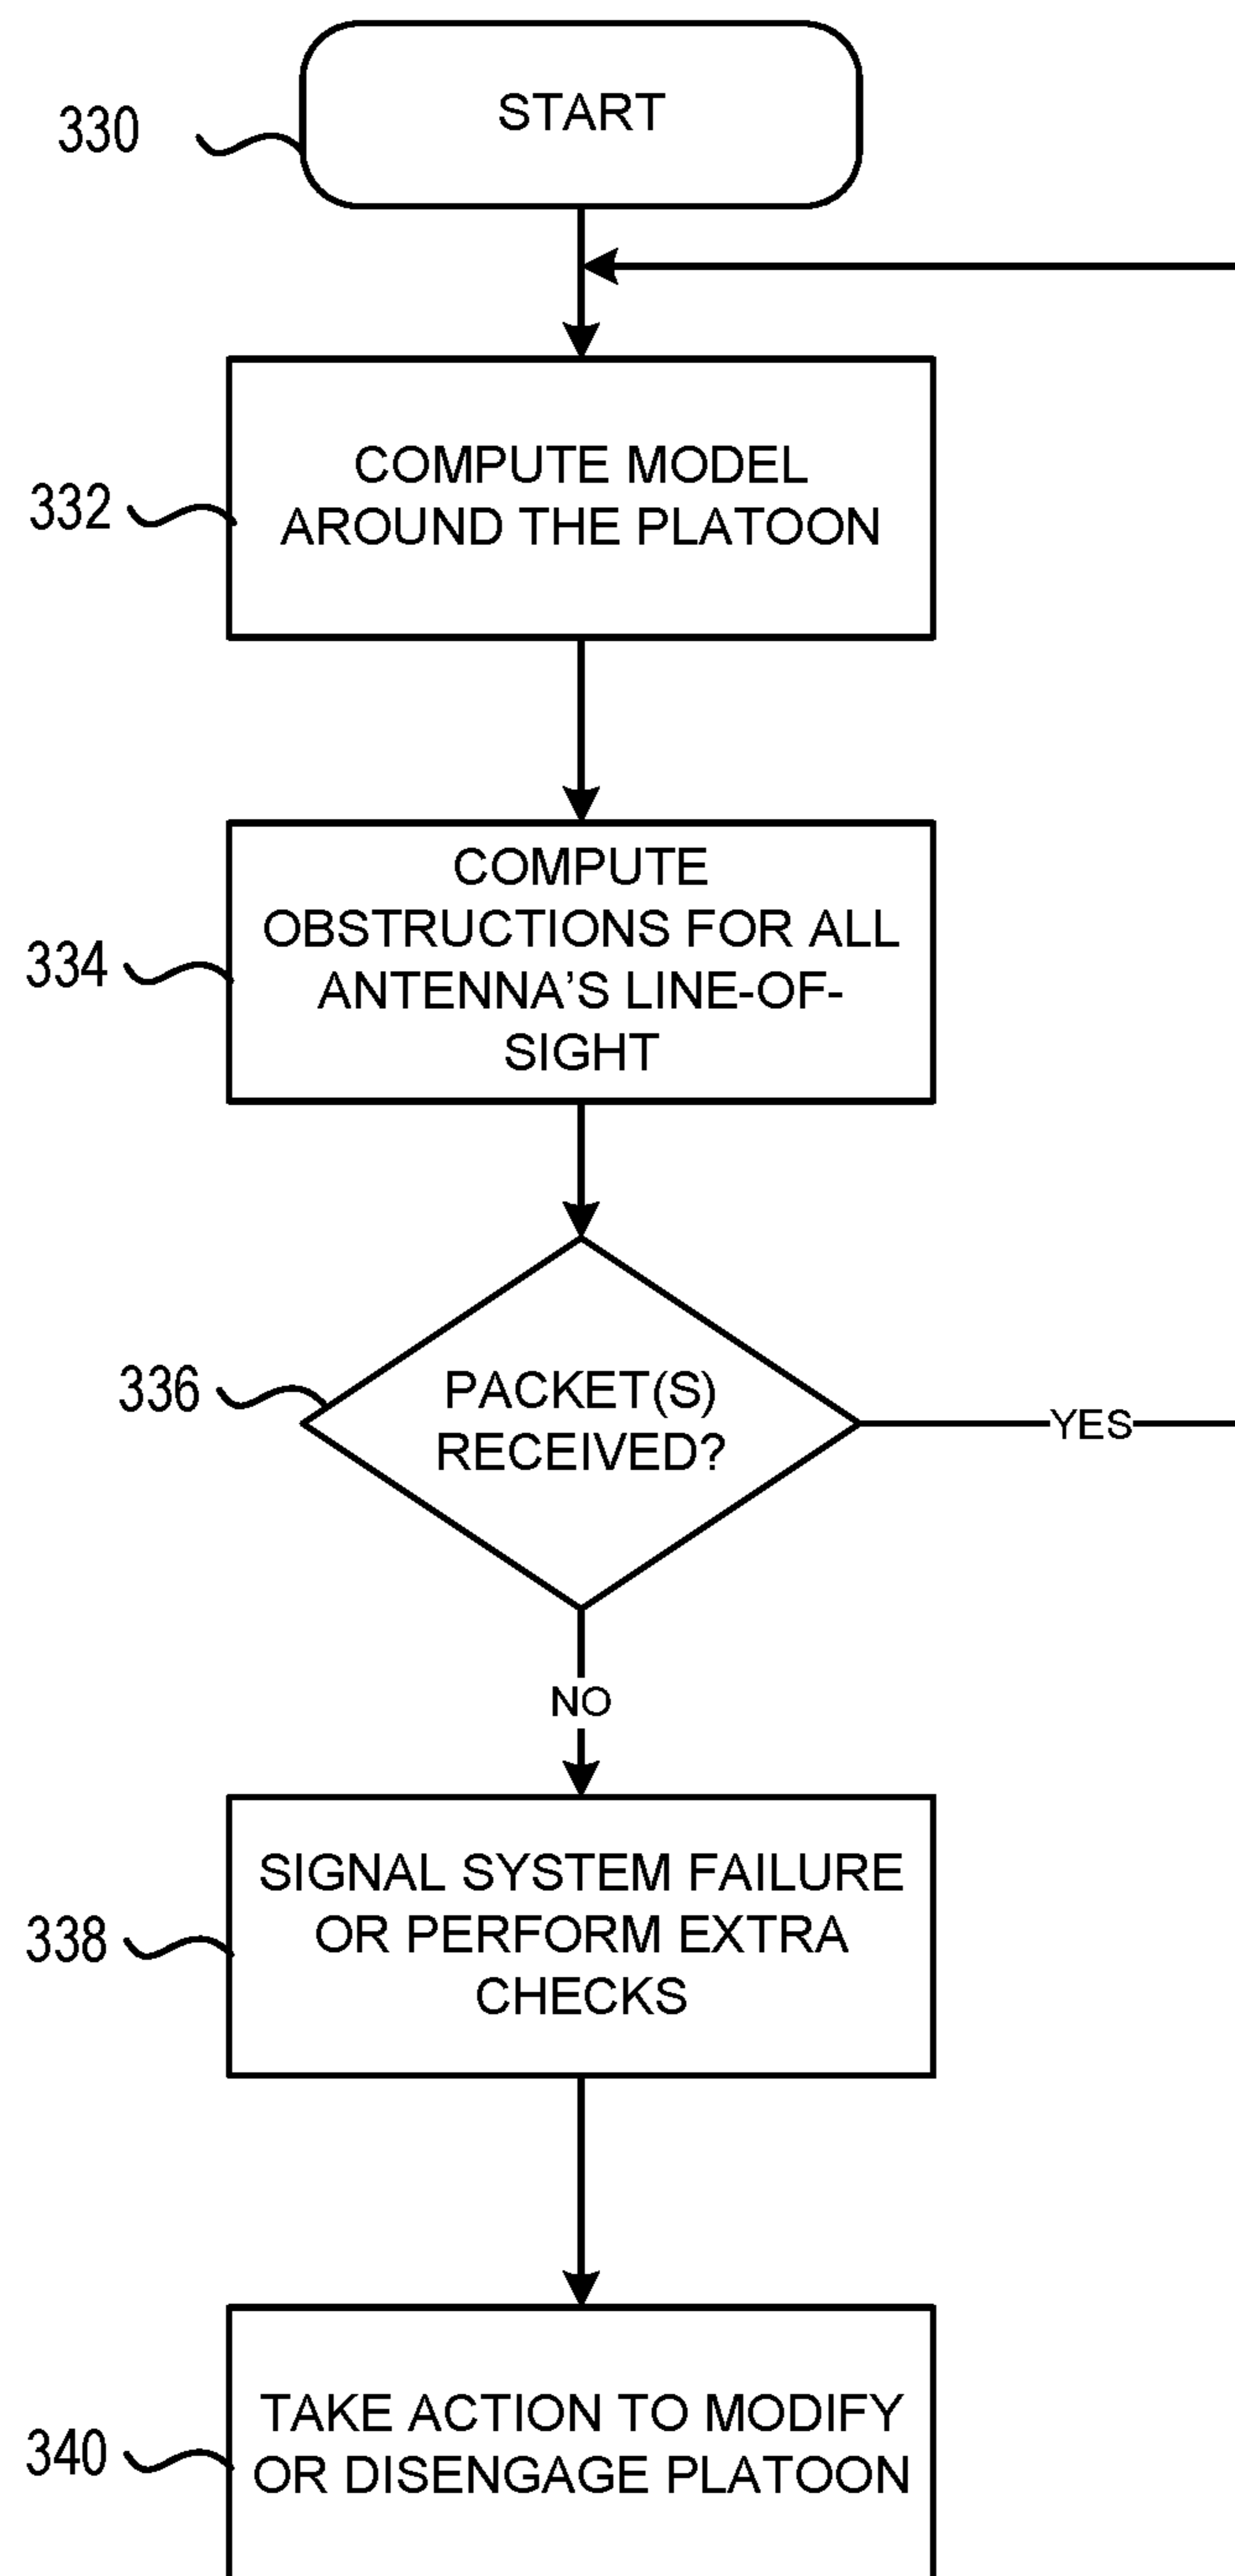 330
START
332
COMPUTE MODEL
AROUND THE PLATOON
334
COMPUTE
OBSTRUCTIONS FOR ALL
ANTENNA’S LINE-OF-
SIGHT
336
PACKET(S)
RECEIVED?
YES
NO
338
SIGNAL SYSTEM FAILURE
OR PERFORM EXTRA
CHECKS
340
TAKE ACTION TO MODIFY
OR DISENGAGE PLATOON